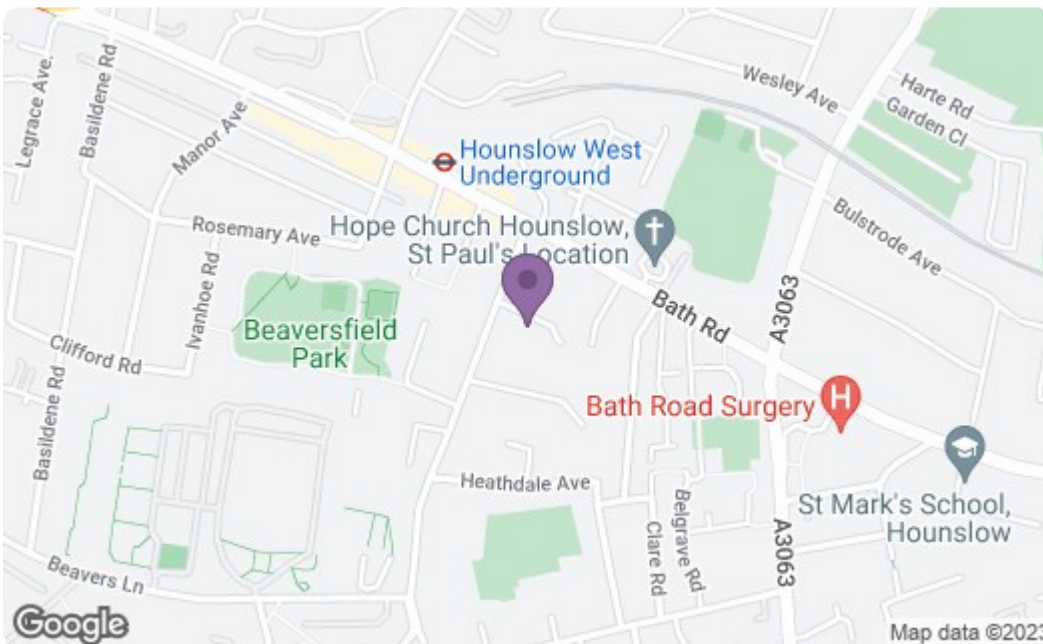 Legrace Ave.
Basildene Rd
Manor Ave
Wesley Ave
Harte Rd
Garden Cl
Hounslow West
Underground
Rosemary Ave
Hope Church Hounslow,
St Paul's Location
Bulstrode Ave
Ivanhoe Rd
Beaversfield
Park
Bath Rd
A3063
Clifford Rd
Basildene Rd
Bath Road Surgery
Heathdale Ave
Clare Rd
Belgrave Rd
St Mark's School,
Hounslow
A3063
Beavers Ln
Google
Map data ©2023